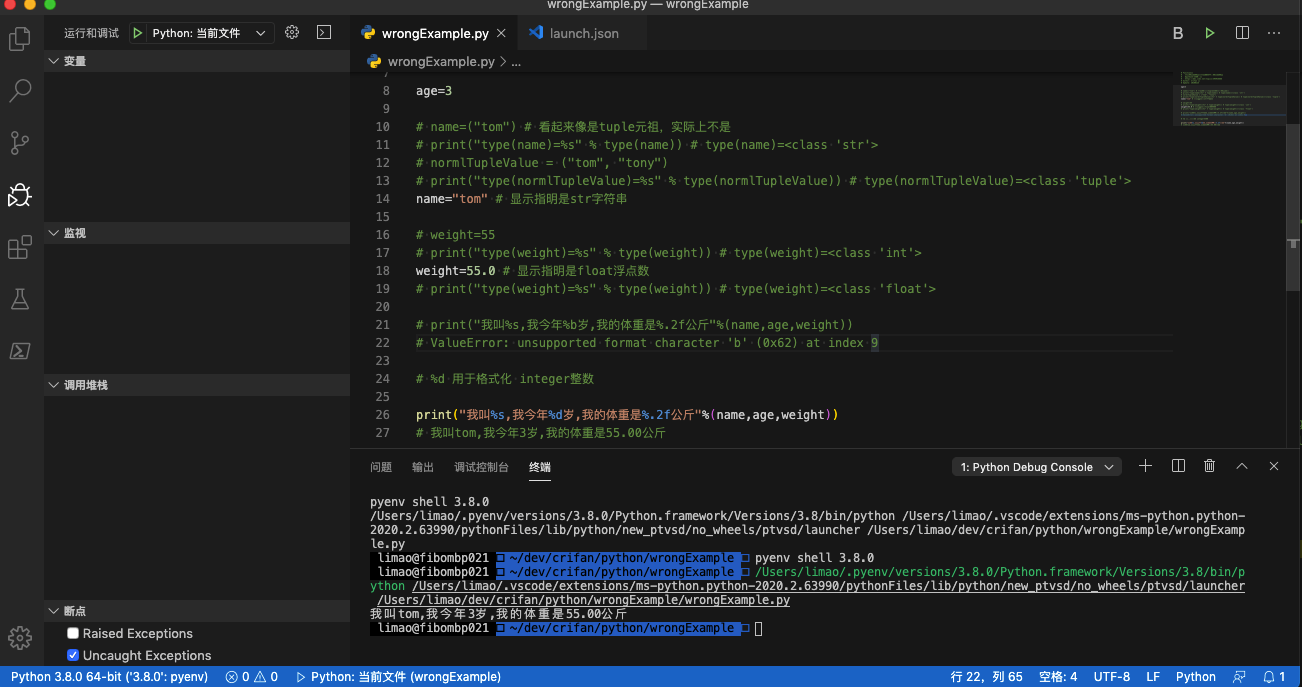 wrongExample.py — wrongExample
运行和调试 Python: 当前文件
变量
监视
调用堆栈
断点
Raised Exceptions
Uncaught Exceptions
wrongExample.py launch.json
B
wrongExample.py > ...
7
8 age=3
9
10 # name=("tom") # 看起来像是tuple元祖，实际上不是
11 # print("type(name)=%s" % type(name)) # type(name)=<class 'str'>
12 # normlTupleValue = ("tom", "tony")
13 # print("type(normlTupleValue)=%s" % type(normlTupleValue)) # type(normlTupleValue)=<class 'tuple'>
14 name="tom" # 显示指明是str字符串
15
16 # weight=55
17 # print("type(weight)=%s" % type(weight)) # type(weight)=<class 'int'>
18 weight=55.0 # 显示指明是float浮点数
19 # print("type(weight)=%s" % type(weight)) # type(weight)=<class 'float'>
20
21 # print("我叫%s,我今年%b岁,我的体重是%.2f公斤"%(name,age,weight))
22 # ValueError: unsupported format character 'b' (0x62) at index 9
23
24 # %d 用于格式化 integer整数
25
26 print("我叫%s,我今年%d岁,我的体重是%.2f公斤"%(name,age,weight))
27 # 我叫tom,我今年3岁,我的体重是55.00公斤
问题 输出 调试控制台 终端 1: Python Debug Console
pyenv shell 3.8.0
/Users/limao/.pyenv/versions/3.8.0/Python.framework/Versions/3.8/bin/python /Users/limao/.vscode/extensions/ms-python.python-
2020.2.63990/pythonFiles/lib/python/new_ptvsd/no_wheels/ptvsd/launcher /Users/limao/dev/crifan/python/wrongExample/wrongExamp
le.py
limao@fibombp021 ~/dev/crifan/python/wrongExample pyenv shell 3.8.0
limao@fibombp021 ~/dev/crifan/python/wrongExample /Users/limao/.pyenv/versions/3.8.0/Python.framework/Versions/3.8/bin/p
ython /Users/limao/.vscode/extensions/ms-python.python-2020.2.63990/pythonFiles/lib/python/new_ptvsd/no_wheels/ptvsd/launcher
/Users/limao/dev/crifan/python/wrongExample/wrongExample.py
我叫tom,我今年3岁,我的体重是55.00公斤
limao@fibombp021 ~/dev/crifan/python/wrongExample
Python 3.8.0 64-bit ('3.8.0': pyenv) 0 0 Python: 当前文件 (wrongExample) 行 22，列 65 空格: 4 UTF-8 LF Python 1